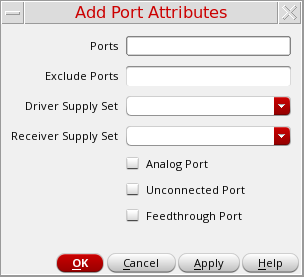 Add Port Attributes
Ports
Exclude Ports
Driver Supply Set
Receiver Supply Set
Analog Port
Unconnected Port
Feedthrough Port
OK Cancel Apply Help